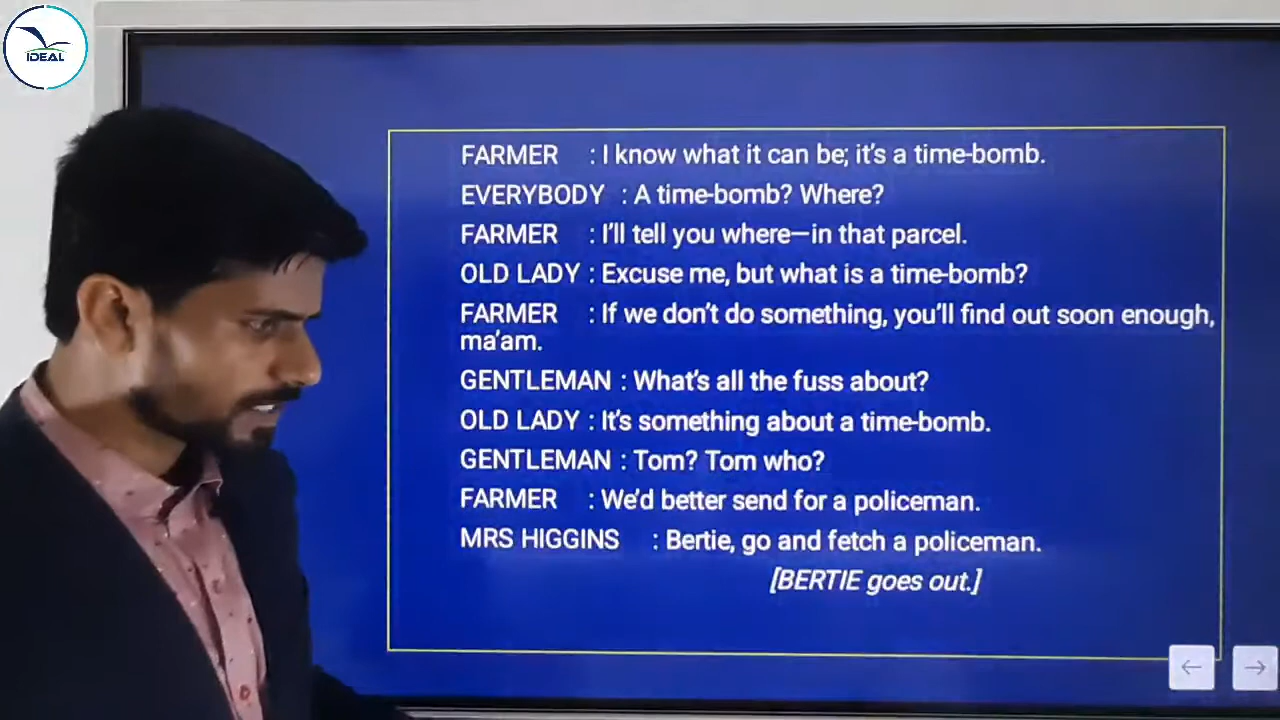 iDEAL
FARMER : I know what it can be; it's a time-bomb.
EVERYBODY : A time-bomb? Where?
FARMER : I'll tell you where—in that parcel.
OLD LADY : Excuse me, but what is a time-bomb?
FARMER : If we don't do something, you'll find out soon enough,
ma'am.
GENTLEMAN : What's all the fuss about?
OLD LADY : It's something about a time-bomb.
GENTLEMAN : Tom? Tom who?
FARMER : We'd better send for a policeman.
MRS HIGGINS : Bertie, go and fetch a policeman.
[BERTIE goes out.]